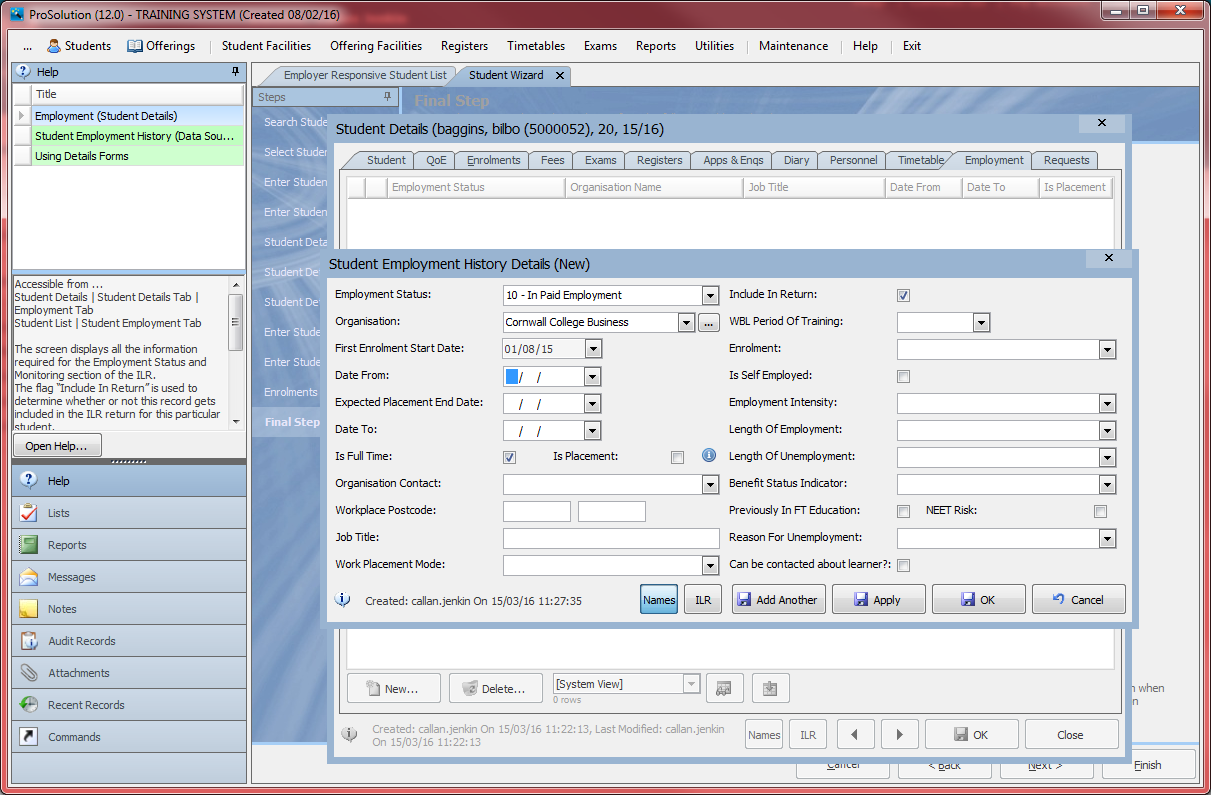 ProSolution (12.0) - TRAINING SYSTEM (Created 08/02/16)
... Students Offerings Student Facilities Offering Facilities Registers Timetables Exams Reports Utilities Maintenance Help Exit
Help
Title
Employment (Student Details)
Student Employment History (Data Sou...
Using Details Forms
Accessible from ...
Student Details | Student Details Tab |
Employment Tab
Student List | Student Employment Tab
The screen displays all the information
required for the Employment Status and
Monitoring section of the ILR.
The flag "Include In Return" is used to
determine whether or not this record gets
included in the ILR return for this particular
student.
Open Help...
Help
Lists
Reports
Messages
Notes
Audit Records
Attachments
Recent Records
Commands
Employer Responsive Student List Student Wizard
Steps
Final Step
Search Stude
Select Studen
Enter Studen
Enter Studen
Student Deta
Student Det
Student Det
Enter Stude
Enter Stude
Enrolments
Final Step
Student Details (baggins, bilbo (5000052), 20, 15/16)
Student QoE Enrolments Fees Exams Registers Apps & Enqs Diary Personnel Timetable Employment Requests
Employment Status Organisation Name Job Title Date From Date To Is Placement
Student Employment History Details (New)
Employment Status: 10 - In Paid Employment Include In Return:
Organisation: Cornwall College Business ... WBL Period Of Training:
First Enrolment Start Date: 01/08/15 Enrolment:
Date From: / / Is Self Employed:
Expected Placement End Date: / / Employment Intensity:
Date To: / / Length Of Employment:
Is Full Time: Is Placement: Length Of Unemployment:
Organisation Contact: Benefit Status Indicator:
Workplace Postcode: Previously In FT Education: NEET Risk:
Job Title: Reason For Unemployment:
Work Placement Mode: Can be contacted about learner?:
Created: callan.jenkin On 15/03/16 11:27:35 Names ILR Add Another Apply OK Cancel
New... Delete... [System View]
0 rows
when
Created: callan.jenkin On 15/03/16 11:22:13, Last Modified: callan.jenkin
On 15/03/16 11:22:13
Names ILR OK Close
Cancel < Back Next > Finish